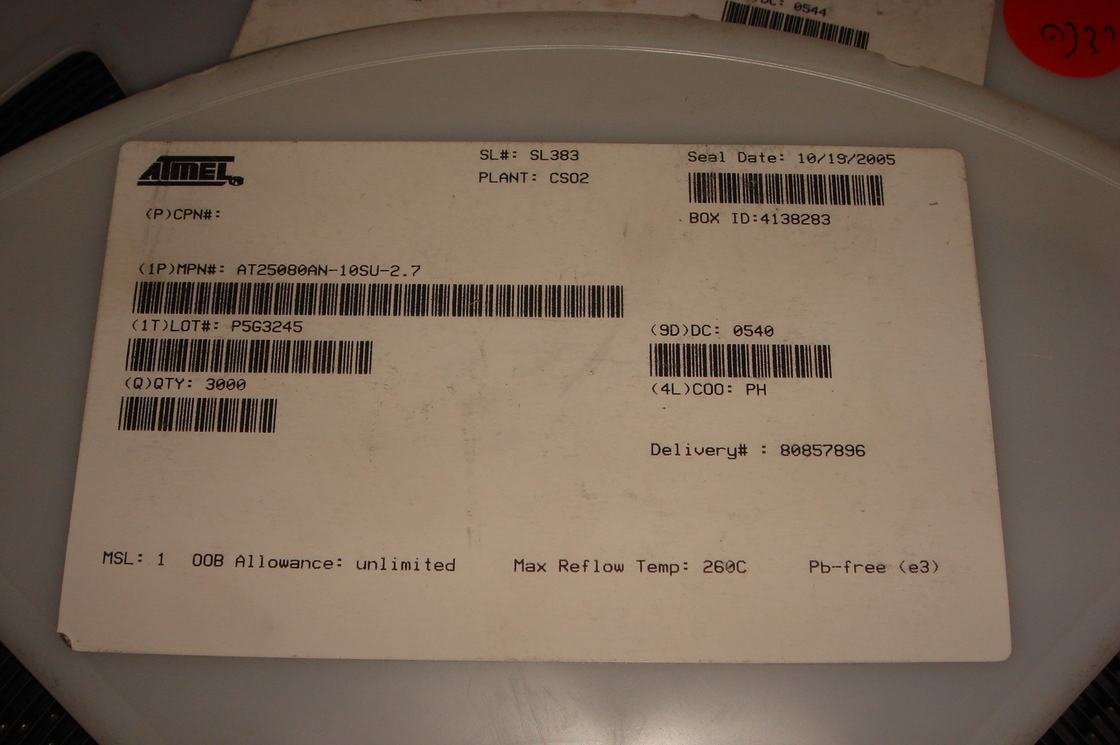 DC: 0544
ATMEL
SL#: SL383
PLANT: CSO2
Seal Date: 10/19/2005
BOX ID:4138283
(P)CPN#:
(1P)MPN#: AT25080AN-10SU-2.7
(1T)LOT#: P5G3245
(9D)DC: 0540
(Q)QTY: 3000
(4L)COO: PH
Delivery# : 80857896
MSL: 1 OOB Allowance: unlimited Max Reflow Temp: 260C Pb-free (e3)